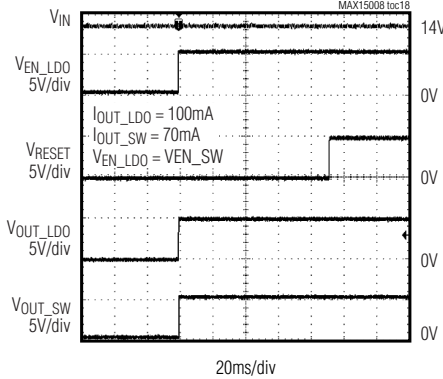 MAX15008 toc18
VIN
14V
VEN_LDO
5V/div
0V
IOUT_LDO = 100mA
IOUT_SW = 70mA
VEN_LDO = VEN_SW
VRESET
5V/div
0V
VOUT_LDO
5V/div
0V
VOUT_SW
5V/div
0V
20ms/div